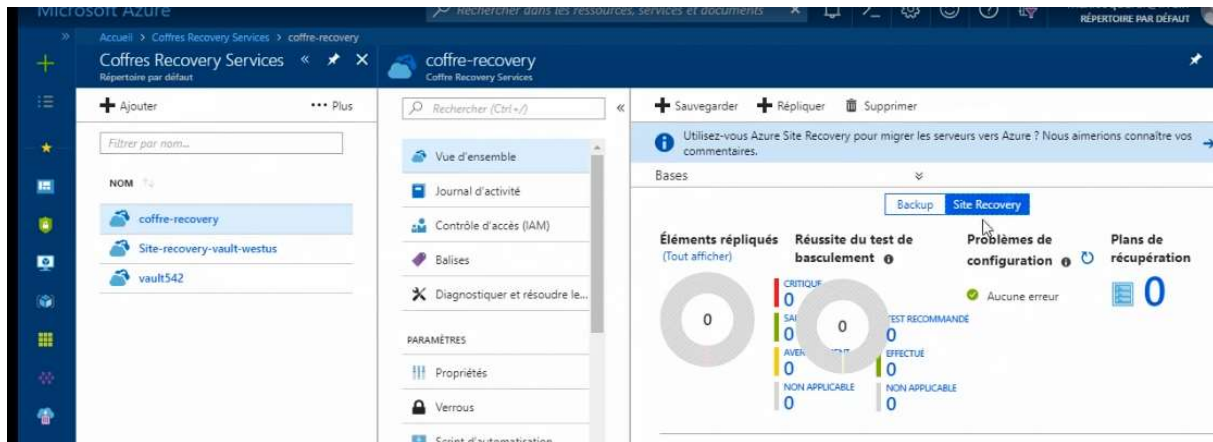 Microsoft Azure
Rechercher dans les ressources, services et documents
RÉPERTOIRE PAR DÉFAUT
Accueil > Coffres Recovery Services > coffre-recovery
Coffres Recovery Services
Répertoire par défaut
coffre-recovery
Coffre Recovery Services
Ajouter
Plus
Filtrer par nom...
NOM
coffre-recovery
Site-recovery-vault-westus
vault542
Rechercher (Ctrl+/)
Vue d'ensemble
Journal d'activité
Contrôle d'accès (IAM)
Balises
Diagnostiquer et résoudre le...
PARAMÈTRES
Propriétés
Verrous
Script d'automatisation
Sauvegarder
Répliquer
Supprimer
Utilisez-vous Azure Site Recovery pour migrer les serveurs vers Azure ? Nous aimerions connaître vos
commentaires.
Bases
Backup
Site Recovery
Éléments répliqués
(Tout afficher)
0
CRITIQUE
0
0
0
NON APPLICABLE
0
Réussite du test de
basculement
0
TEST RECOMMANDÉ
0
EFFECTUÉ
0
NON APPLICABLE
0
Problèmes de
configuration
Aucune erreur
Plans de
récupération
0